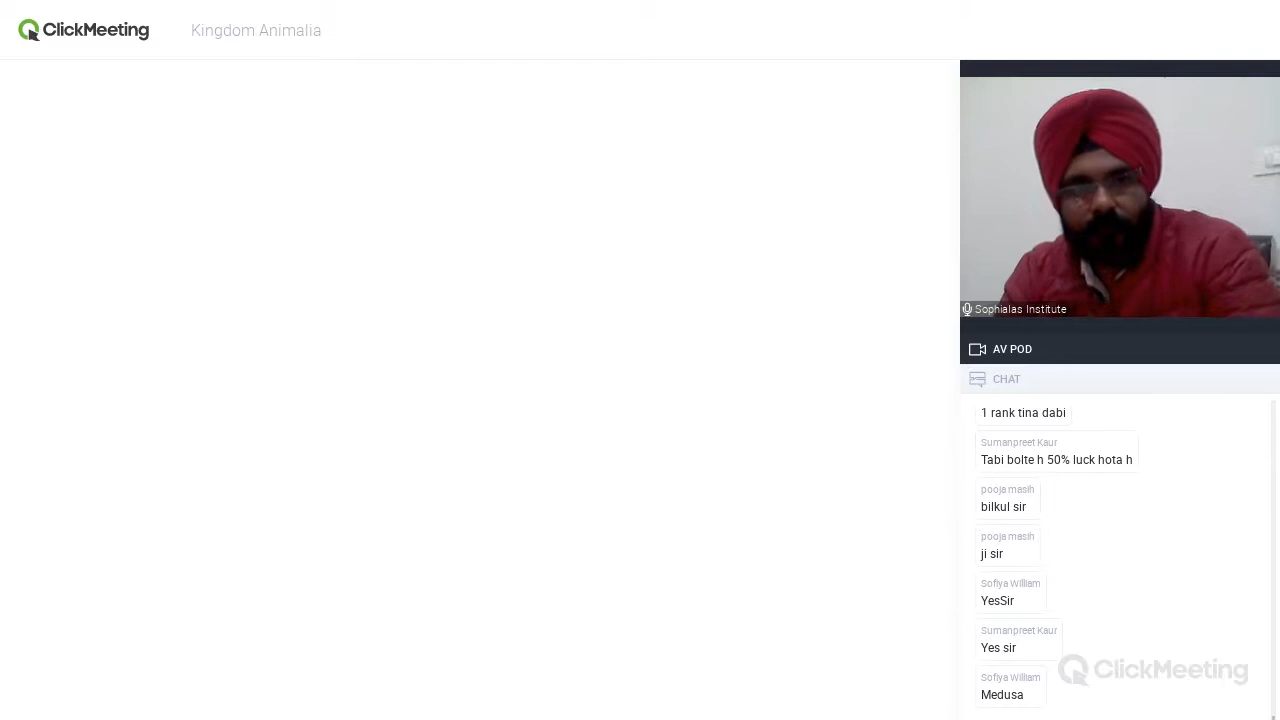 ClickMeeting
Kingdom Animalia
Sophialas Institute
AV POD
CHAT
1 rank tina dabi
Sumanpreet Kaur
Tabi bolte h 50% luck hota h
pooja masih
bilkul sir
pooja masih
ji sir
Sofiya William
YesSir
Sumanpreet Kaur
Yes sir
Sofiya William
Medusa
ClickMeeting